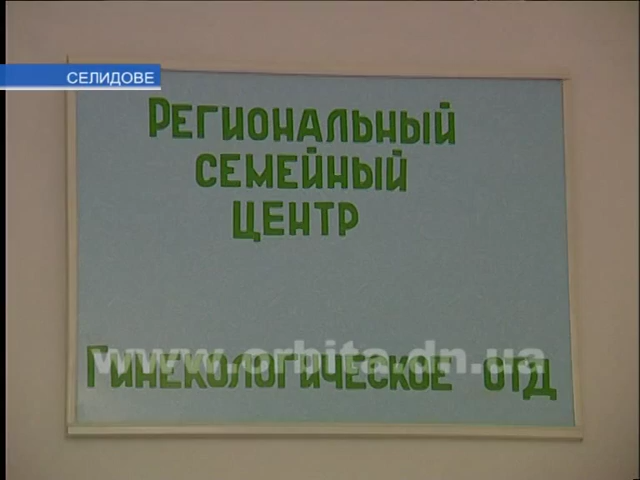 СЕЛИДОВЕ
РЕГИОНАЛЬНЫЙ
СЕМЕЙНЫЙ
ЦЕНТР
www.orbita.dn.ua
ГИНЕКОЛОГИЧЕСКОЕ ОТД